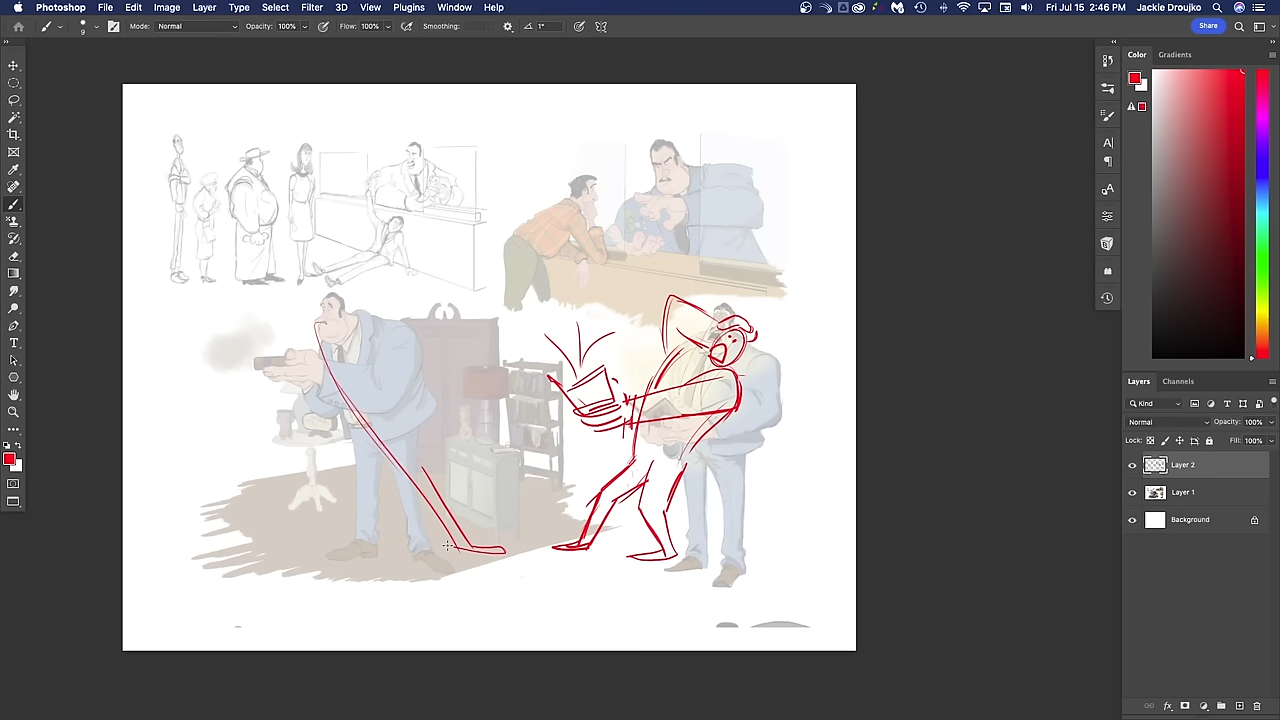 Photoshop File Edit Image Layer Type Select Filter 3D View Plugins Window Help Fri Jul 15 2:46 PM Jackie Droujko
9 Mode: Normal Opacity: 100% Flow: 100% Smoothing: 1° Share
Color Gradients
Layers Channels
Kind
Normal Opacity: 100%
Lock: Fill: 100%
Layer 2
Layer 1
Background